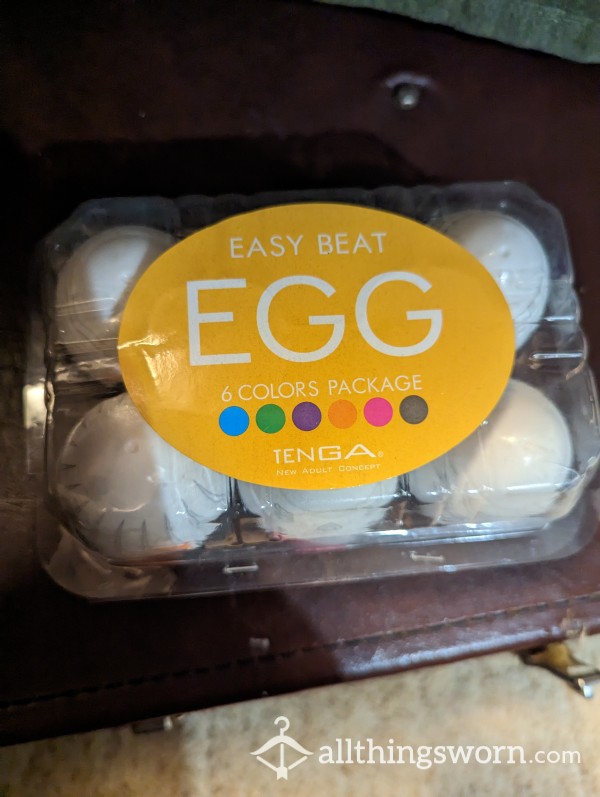 EASY BEAT
EGG
6 COLORS PACKAGE
TENGA®
NEW ADULT CONCEPT
allthingsworn.com